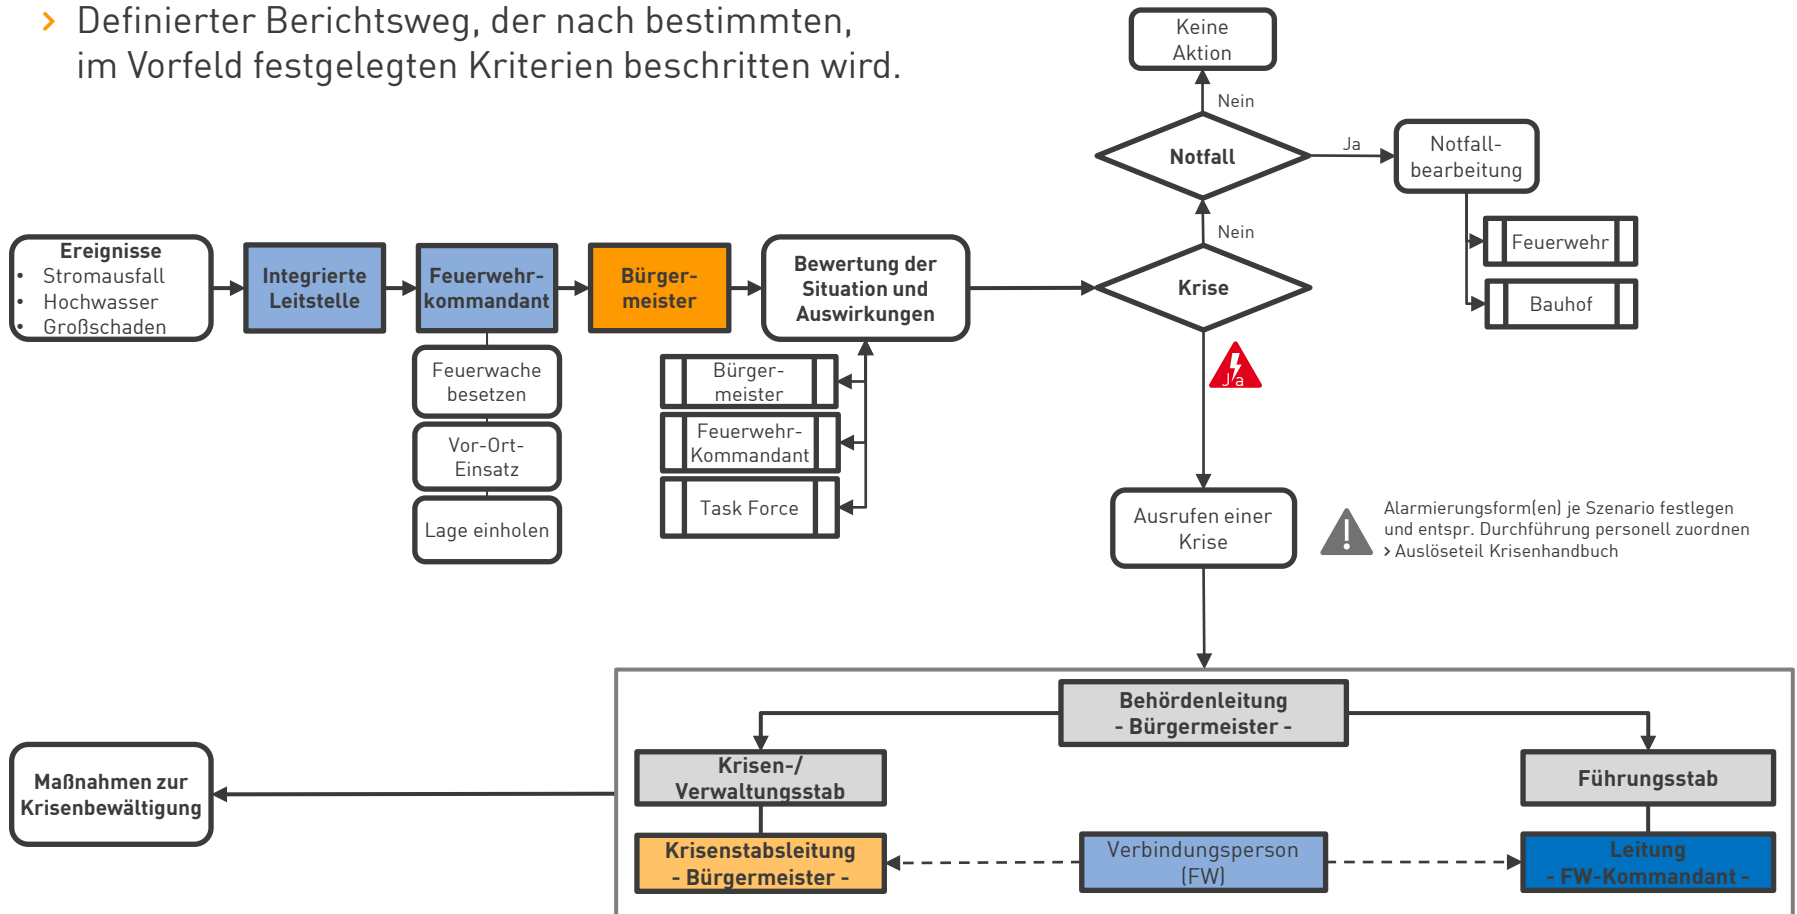 › Definierter Berichtsweg, der nach bestimmten,
im Vorfeld festgelegten Kriterien beschritten wird.
Keine
Aktion
Nein
Notfall
Ja
Notfall-
bearbeitung
Feuerwehr
Bauhof
Nein
Krise
Ereignisse
• Stromausfall
• Hochwasser
• Großschaden
Integrierte
Leitstelle
Feuerwehr-
kommandant
Bürger-
meister
Bewertung der
Situation und
Auswirkungen
Feuerwache
besetzen
Vor-Ort-
Einsatz
Lage einholen
Bürger-
meister
Feuerwehr-
Kommandant
Task Force
Ja
Ausrufen einer
Krise
Alarmierungsform(en) je Szenario festlegen
und entspr. Durchführung personell zuordnen
› Auslöseteil Krisenhandbuch
Behördenleitung
- Bürgermeister -
Krisen-/
Verwaltungsstab
Führungsstab
Maßnahmen zur
Krisenbewältigung
Krisenstabsleitung
- Bürgermeister -
Verbindungsperson
(FW)
Leitung
- FW-Kommandant -